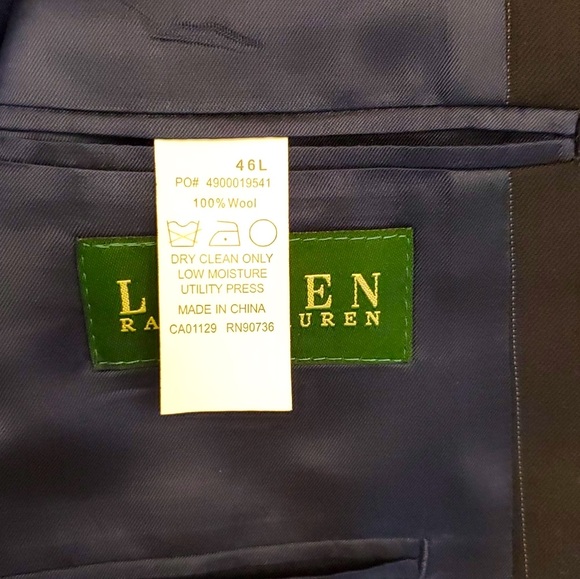 46L
PO# 4900019541
100% Wool
DRY CLEAN ONLY
LOW MOISTURE
UTILITY PRESS
MADE IN CHINA
CA01129 RN90736
L EN
RA UREN